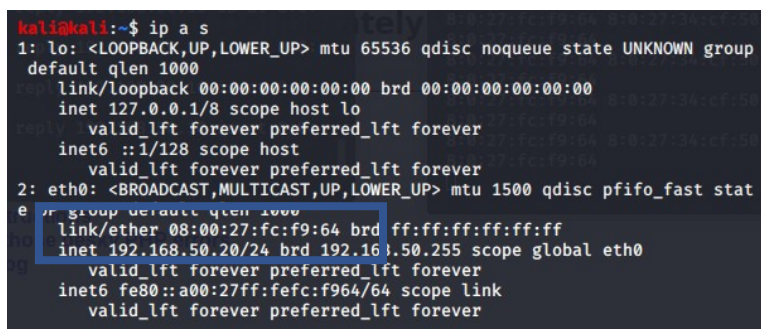 kali@kali:~$ ip a s
1: lo: <LOOPBACK,UP,LOWER_UP> mtu 65536 qdisc noqueue state UNKNOWN group
default qlen 1000
link/loopback 00:00:00:00:00:00 brd 00:00:00:00:00:00
inet 127.0.0.1/8 scope host lo
valid_lft forever preferred_lft forever
inet6 ::1/128 scope host
valid_lft forever preferred_lft forever
2: eth0: <BROADCAST,MULTICAST,UP,LOWER_UP> mtu 1500 qdisc pfifo_fast stat
e UP group default qlen 1000
link/ether 08:00:27:fc:f9:64 brd ff:ff:ff:ff:ff:ff
inet 192.168.50.20/24 brd 192.168.50.255 scope global eth0
valid_lft forever preferred_lft forever
inet6 fe80::a00:27ff:fefc:f964/64 scope link
valid_lft forever preferred_lft forever